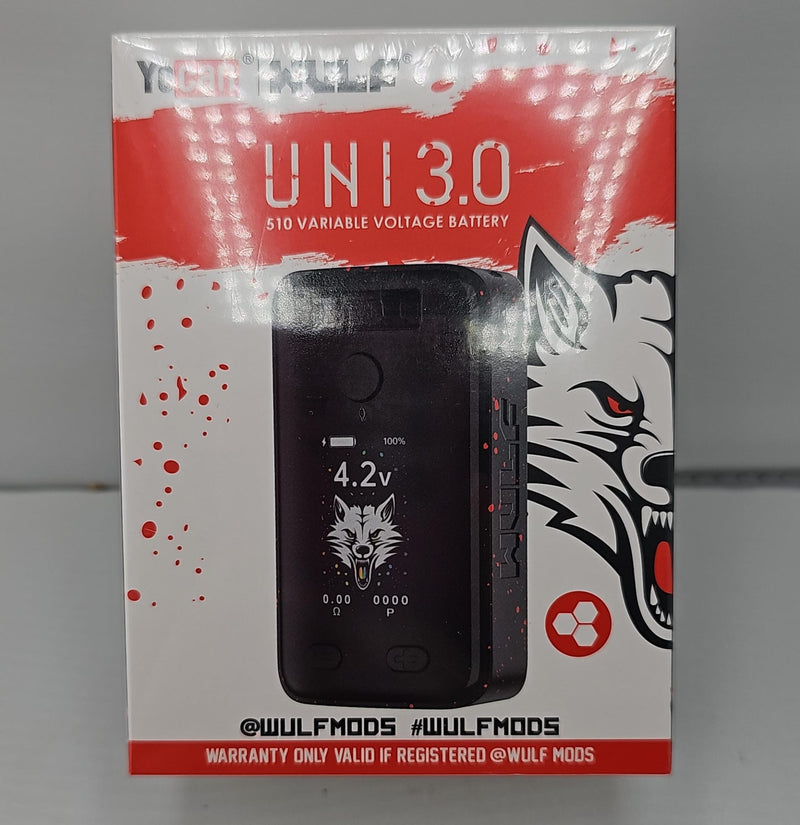 Yocan® | WULF®
UNI 3.0
510 VARIABLE VOLTAGE BATTERY
100%
4.2v
WULF
0.00 0000
Ω P
@WULFMODS #WULFMODS
WARRANTY ONLY VALID IF REGISTERED @WULF MODS